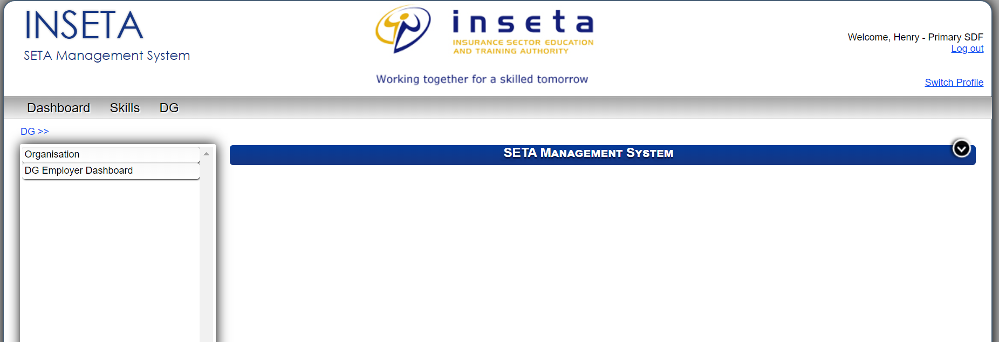 INSETA
SETA Management System
inseta
INSURANCE SECTOR EDUCATION
AND TRAINING AUTHORITY
Working together for a skilled tomorrow
Welcome, Henry - Primary SDF
Log out
Switch Profile
Dashboard Skills DG
DG >>
Organisation
DG Employer Dashboard
SETA Management System